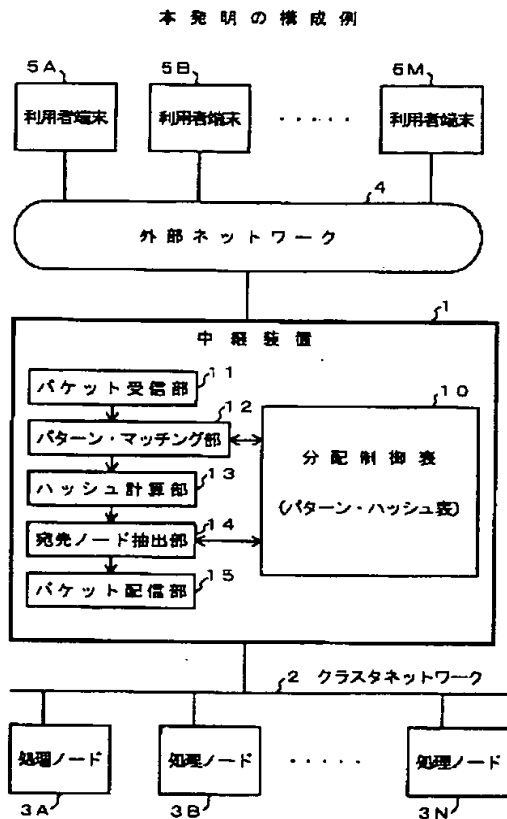 本発明の構成例
5A 5B 5M
利用者端末 利用者端末 ・・・・・ 利用者端末
4
外部ネットワーク
1
中継装置
11 10
パケット受信部
12
パターン・マッチング部 分配制御表
13
ハッシュ計算部 (パターン・ハッシュ表)
14
宛先ノード抽出部
15
パケット配信部
2 クラスタネットワーク
処理ノード 処理ノード ・・・・・ 処理ノード
3A 3B 3N